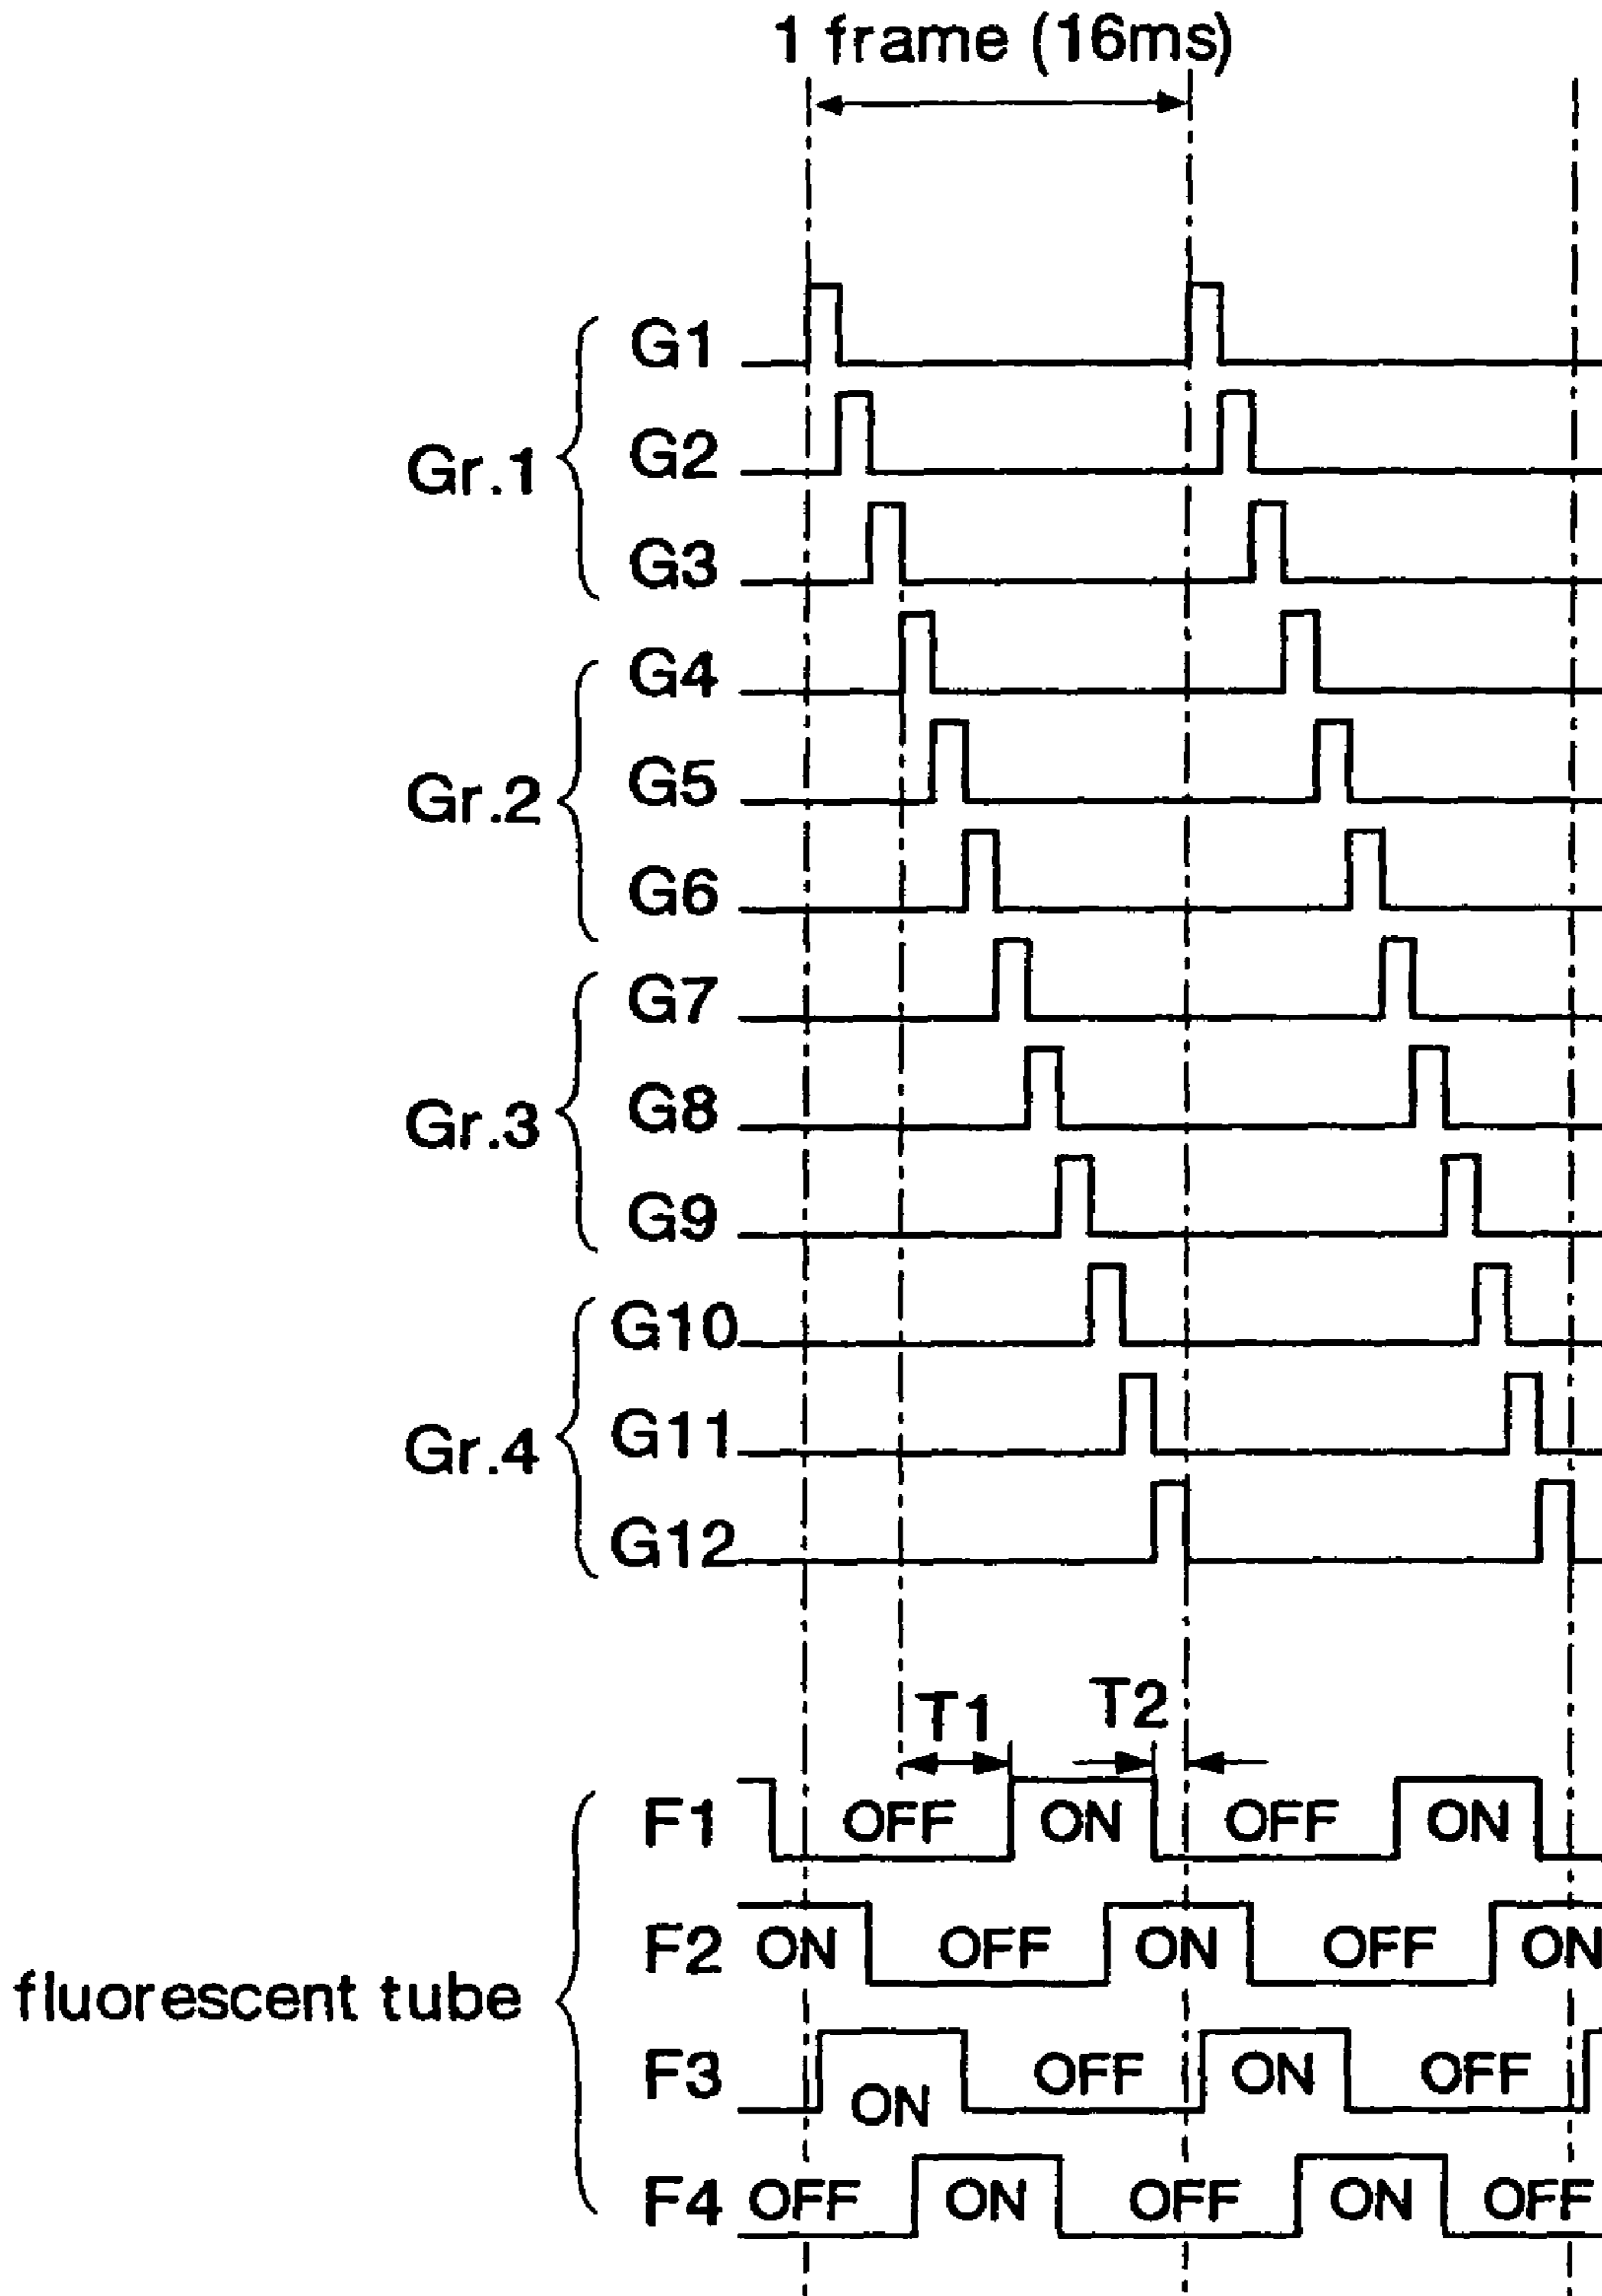 1 frame (16ms)
G1
Gr.1 G2
G3
G4
Gr.2 G5
G6
G7
Gr.3 G8
G9
G10
Gr.4 G11
G12
T1 T2
F1 OFF ON OFF ON
F2 ON OFF ON OFF ON
fluorescent tube
F3 ON OFF ON OFF
F4 OFF ON OFF ON OFF